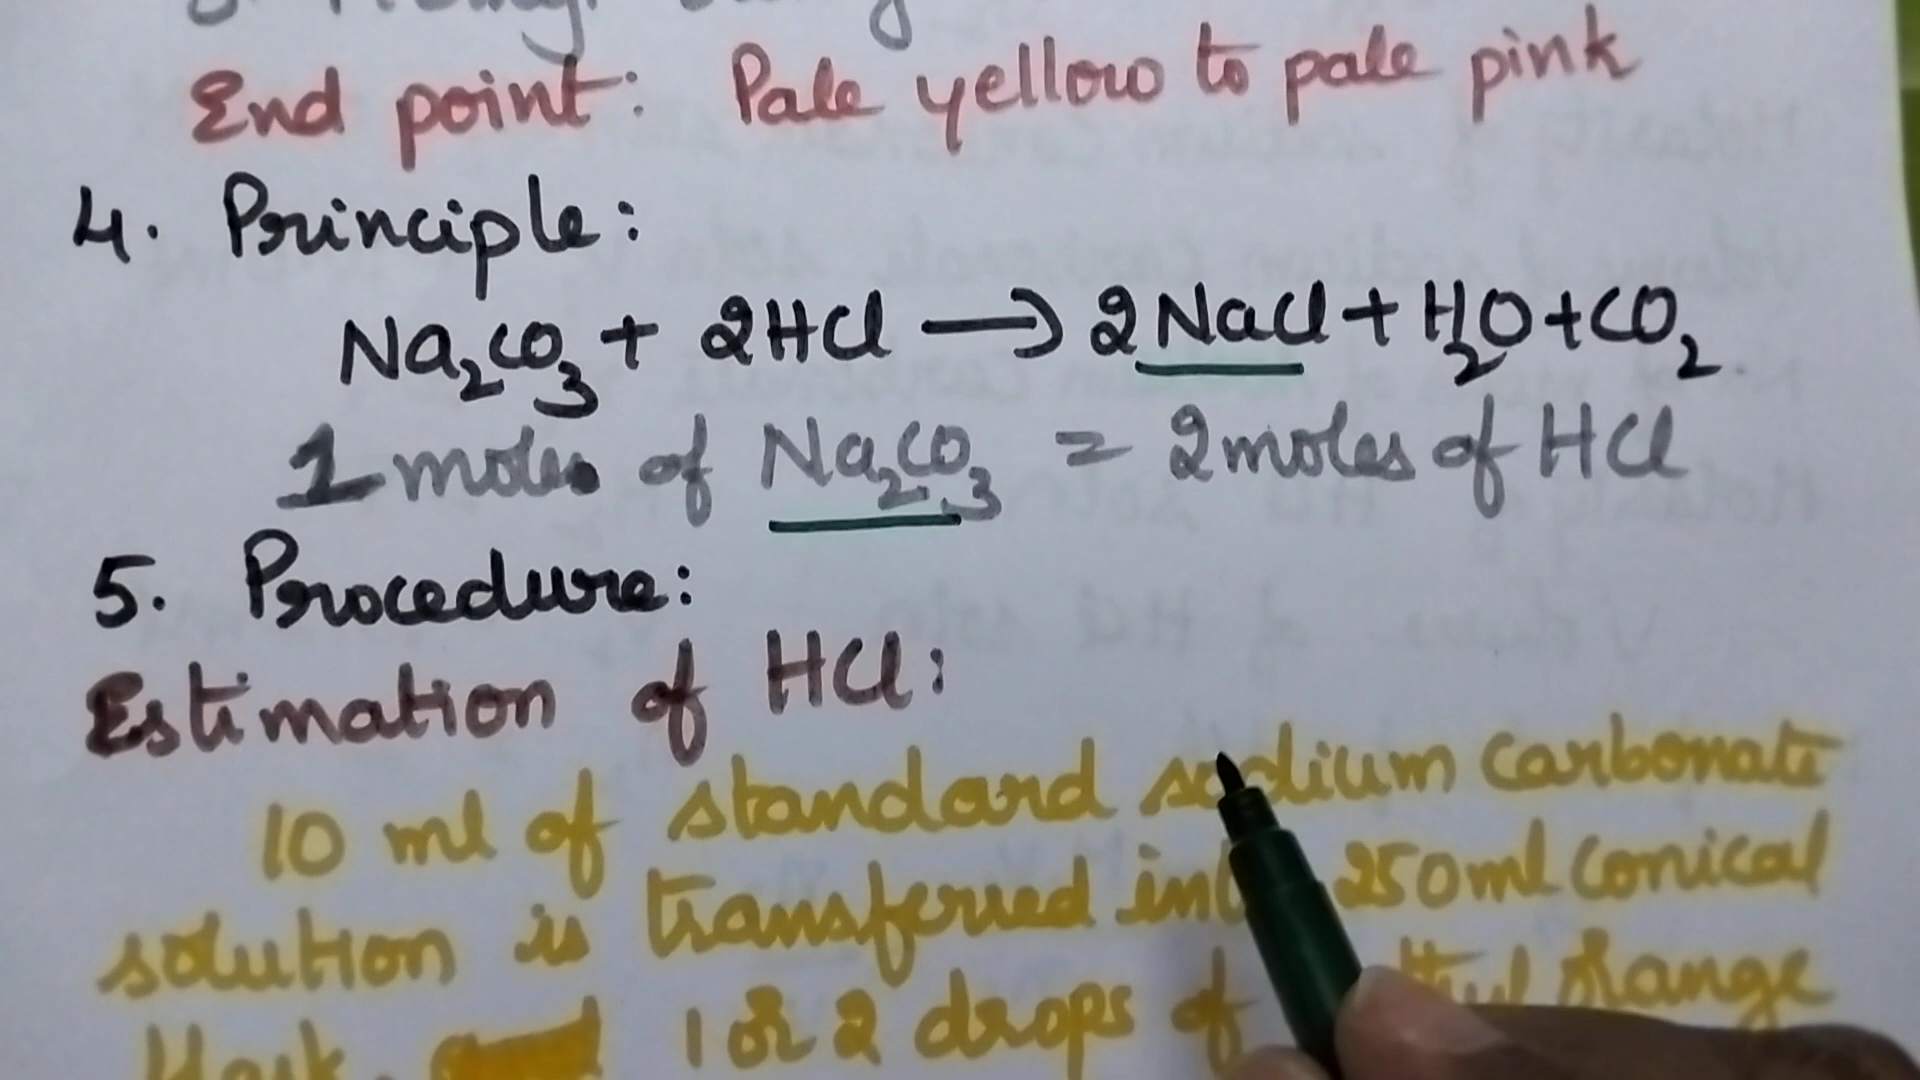 End point: Pale yellow to pale pink
4. Principle:
Na₂CO₃ + 2HCl → 2NaCl + H₂O + CO₂
1 moles of Na₂CO₃ = 2 moles of HCl
5. Procedure:
Estimation of HCl:
10 ml of standard sodium carbonate
solution is transferred into 250ml conical
1 or 2 drops of orange